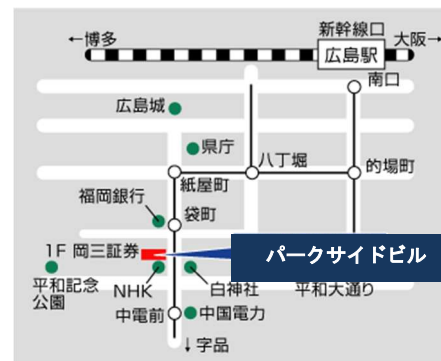 新幹線口
←博多
広島駅
大阪→
南口
広島城
県庁
八丁堀
的場町
紙屋町
福岡銀行
袋町
1F 岡三証券
パークサイドビル
平和記念
公園
NHK
白神社
平和大通り
中電前
中国電力
↓字品